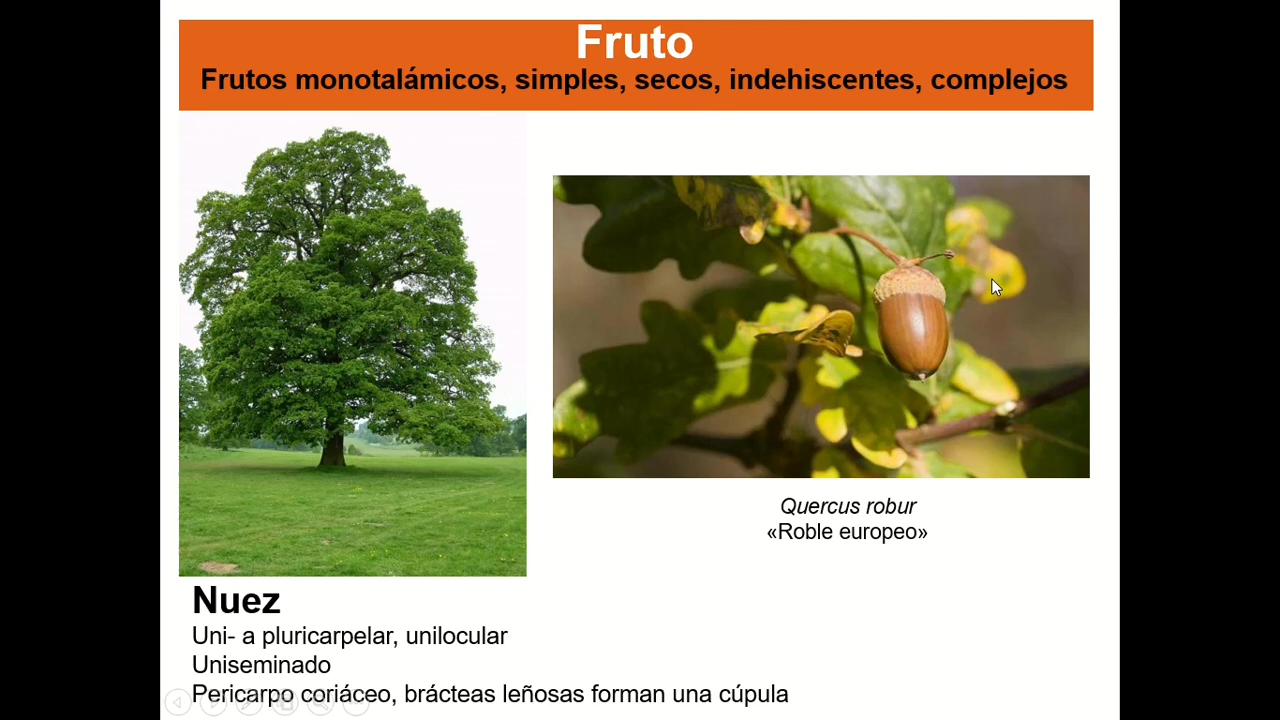 Fruto
Frutos monotalámicos, simples, secos, indehiscentes, complejos
Quercus robur
«Roble europeo»
Nuez
Uni- a pluricarpelar, unilocular
Uniseminado
Pericarpo coriáceo, brácteas leñosas forman una cúpula